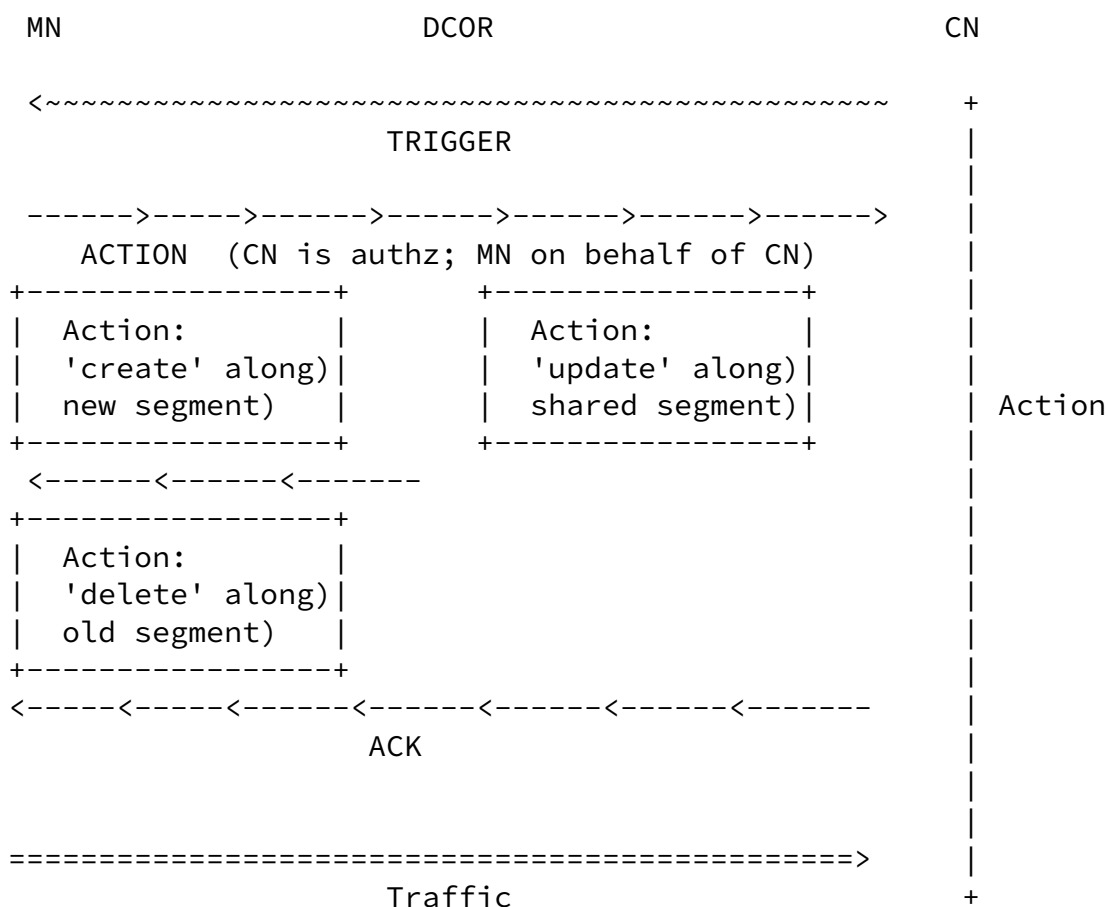 MN DCOR CN
<~~~~~~~~~~~~~~~~~~~~~~~~~~~~~~~~~~~~~~~~~~~~~~~ +
TRIGGER |
|
------>----->------>------>------>------>------> |
ACTION (CN is authz; MN on behalf of CN) |
+-----------------+ +-----------------+ |
| Action: | | Action: | |
| 'create' along)| | 'update' along)| |
| new segment) | | shared segment)| | Action
+-----------------+ +-----------------+ |
<------<------<------- |
+-----------------+ |
| Action: | |
| 'delete' along)| |
| old segment) | |
+-----------------+ |
<-----<-----<------<------<------<------<------- |
ACK |
|
|
===============================================> |
Traffic +